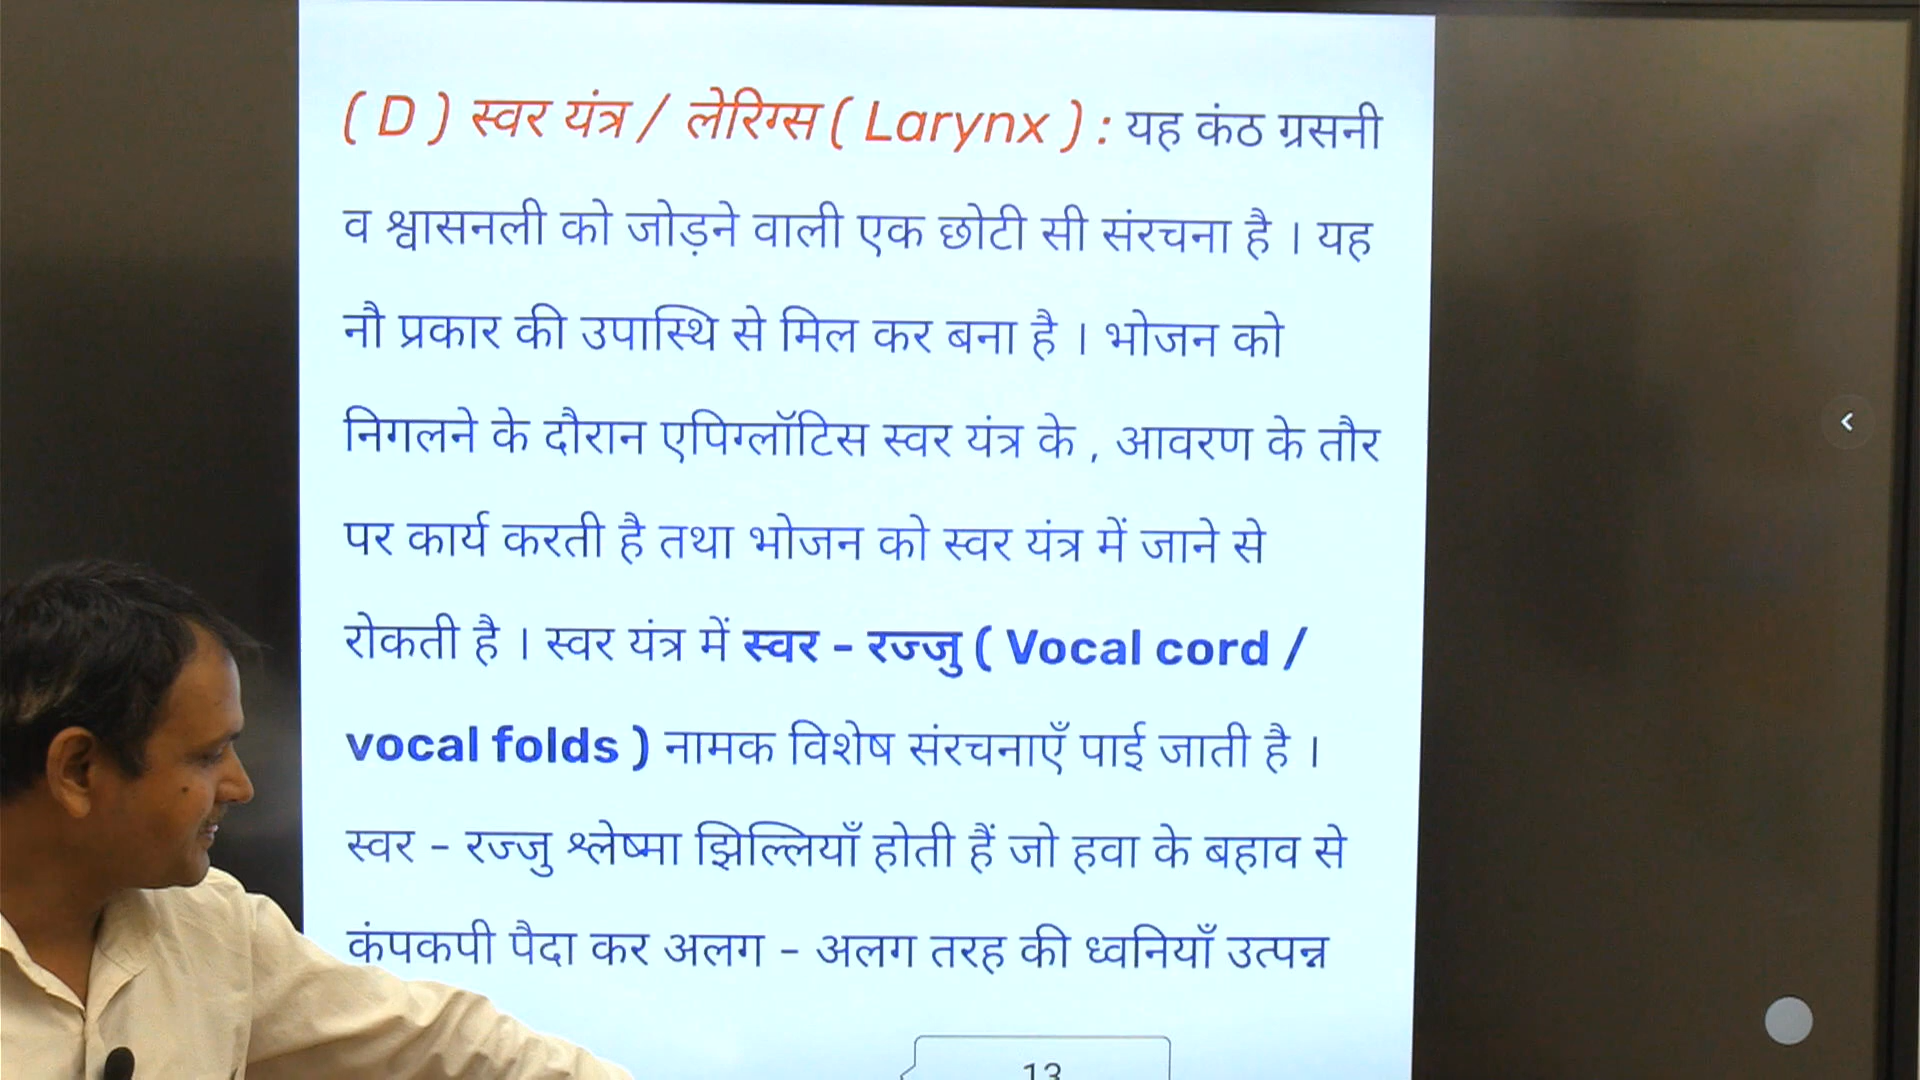 ( D ) स्वर यंत्र / लेरिग्स ( Larynx ) : यह कंठ ग्रसनी
व श्वासनली को जोड़ने वाली एक छोटी सी संरचना है । यह
नौ प्रकार की उपास्थि से मिल कर बना है । भोजन को
निगलने के दौरान एपिग्लॉटिस स्वर यंत्र के , आवरण के तौर
पर कार्य करती है तथा भोजन को स्वर यंत्र में जाने से
रोकती है । स्वर यंत्र में स्वर - रज्जु ( Vocal cord /
vocal folds ) नामक विशेष संरचनाएँ पाई जाती है ।
स्वर - रज्जु श्लेष्मा झिल्लियाँ होती हैं जो हवा के बहाव से
कंपकपी पैदा कर अलग - अलग तरह की ध्वनियाँ उत्पन्न
13